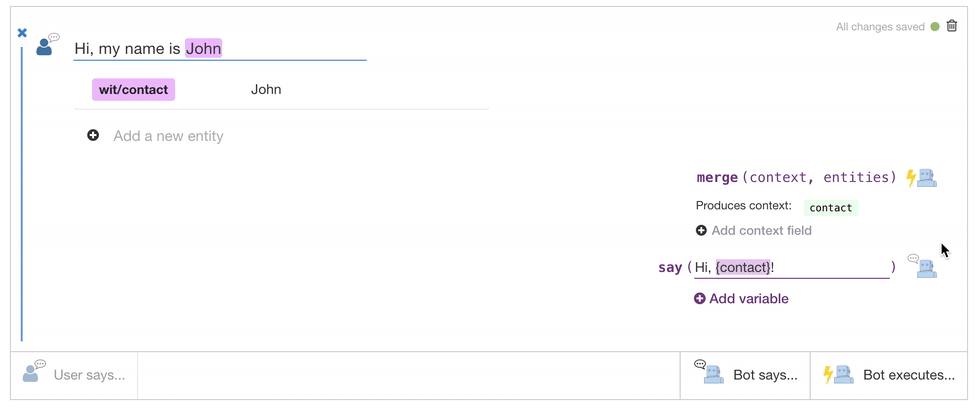 All changes saved
Hi, my name is John
wit/contact John
Add a new entity
merge(context, entities)
Produces context: contact
Add context field
say(Hi, {contact}!)
Add variable
User says... Bot says... Bot executes...